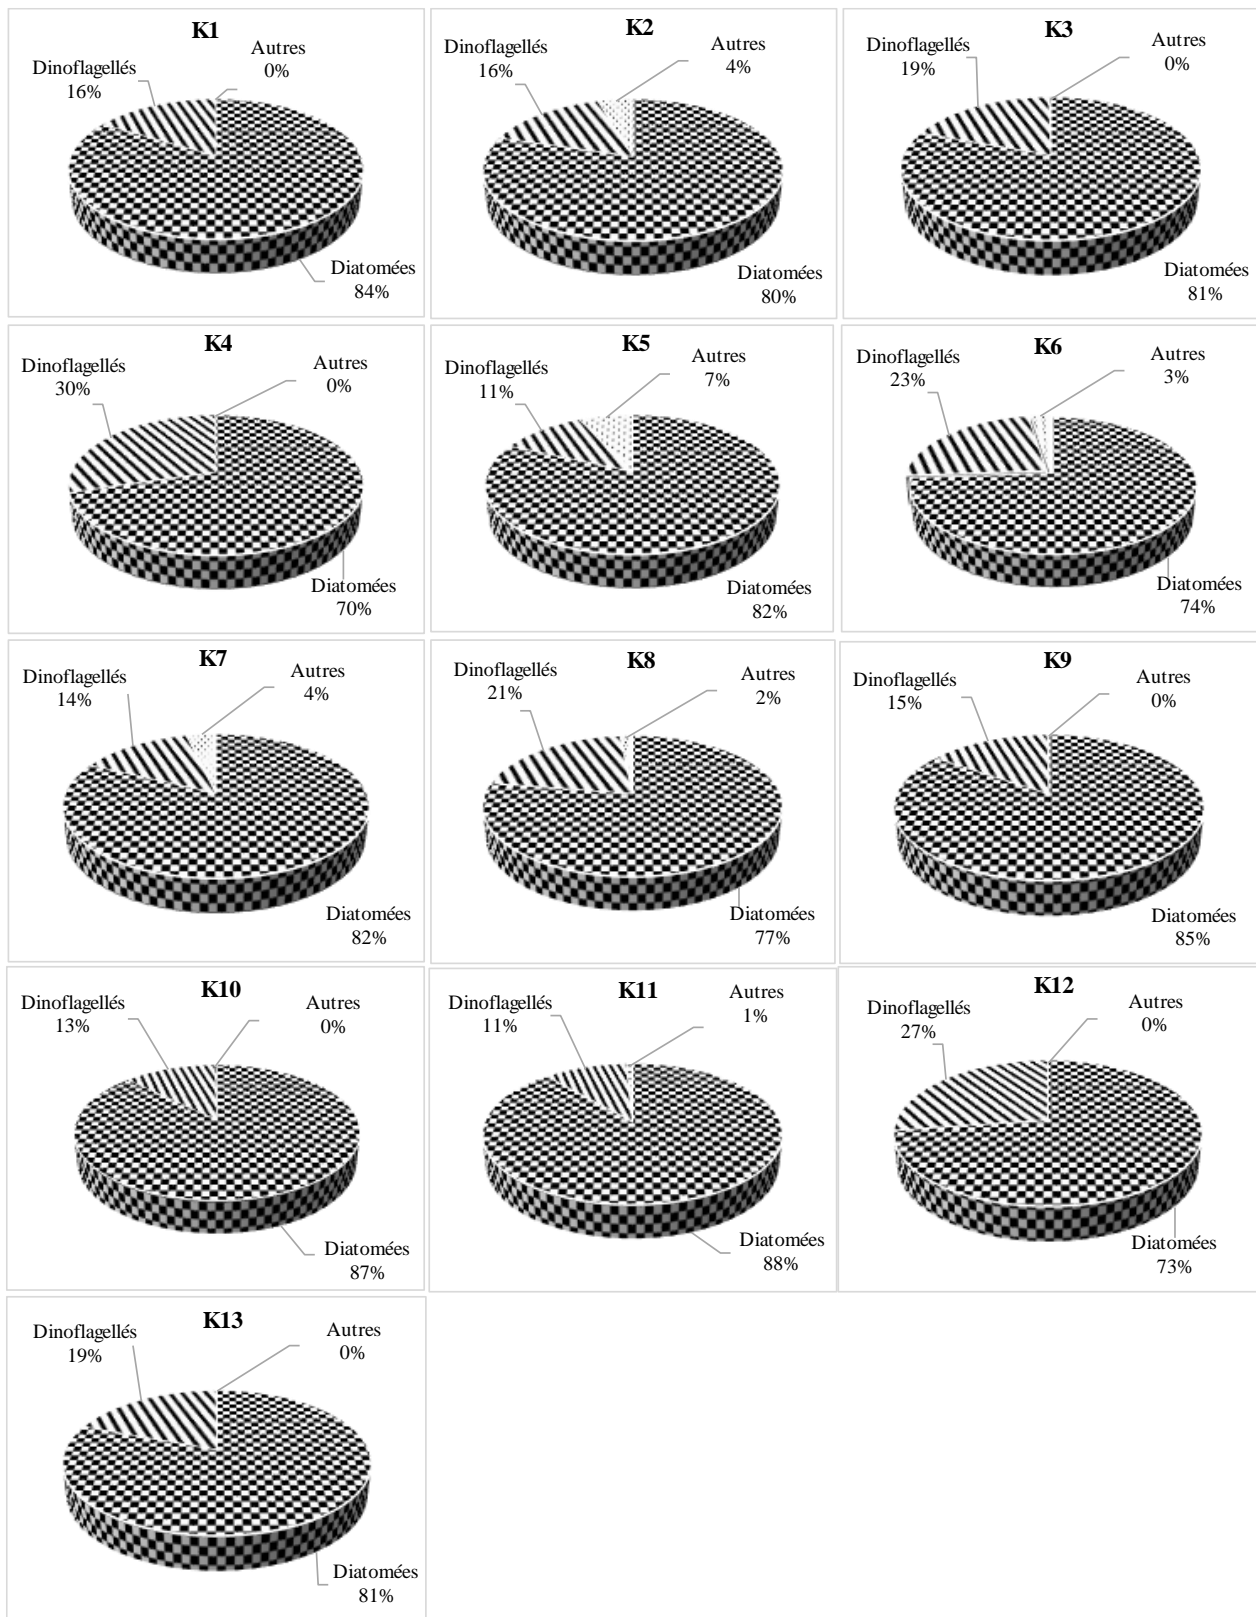 K1
Dinoflagellés
16%
Autres
0%
Diatomées
84%
K2
Dinoflagellés
16%
Autres
4%
Diatomées
80%
K3
Dinoflagellés
19%
Autres
0%
Diatomées
81%
K4
Dinoflagellés
30%
Autres
0%
Diatomées
70%
K5
Dinoflagellés
11%
Autres
7%
Diatomées
82%
K6
Dinoflagellés
23%
Autres
3%
Diatomées
74%
K7
Dinoflagellés
14%
Autres
4%
Diatomées
82%
K8
Dinoflagellés
21%
Autres
2%
Diatomées
77%
K9
Dinoflagellés
15%
Autres
0%
Diatomées
85%
K10
Dinoflagellés
13%
Autres
0%
Diatomées
87%
K11
Dinoflagellés
11%
Autres
1%
Diatomées
88%
K12
Dinoflagellés
27%
Autres
0%
Diatomées
73%
K13
Dinoflagellés
19%
Autres
0%
Diatomées
81%